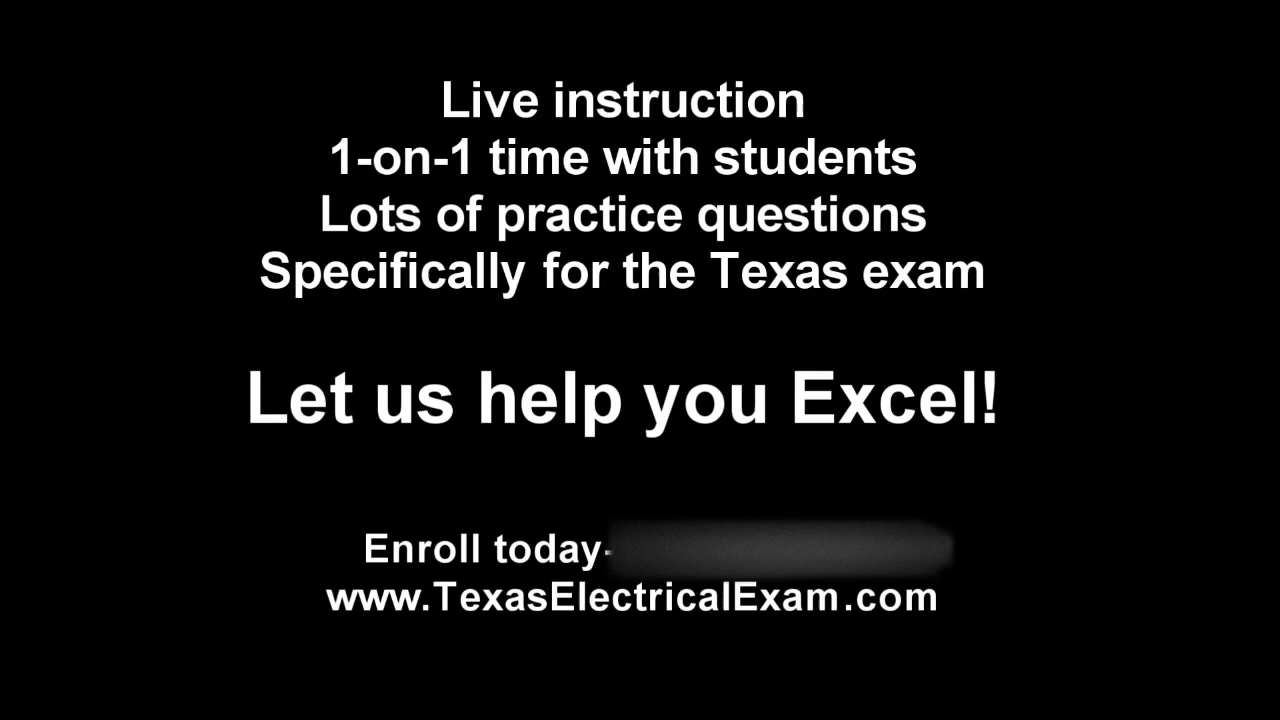 Live instruction
1-on-1 time with students
Lots of practice questions
Specifically for the Texas exam
Let us help you Excel!
Enroll today-
www.TexasElectricalExam.com